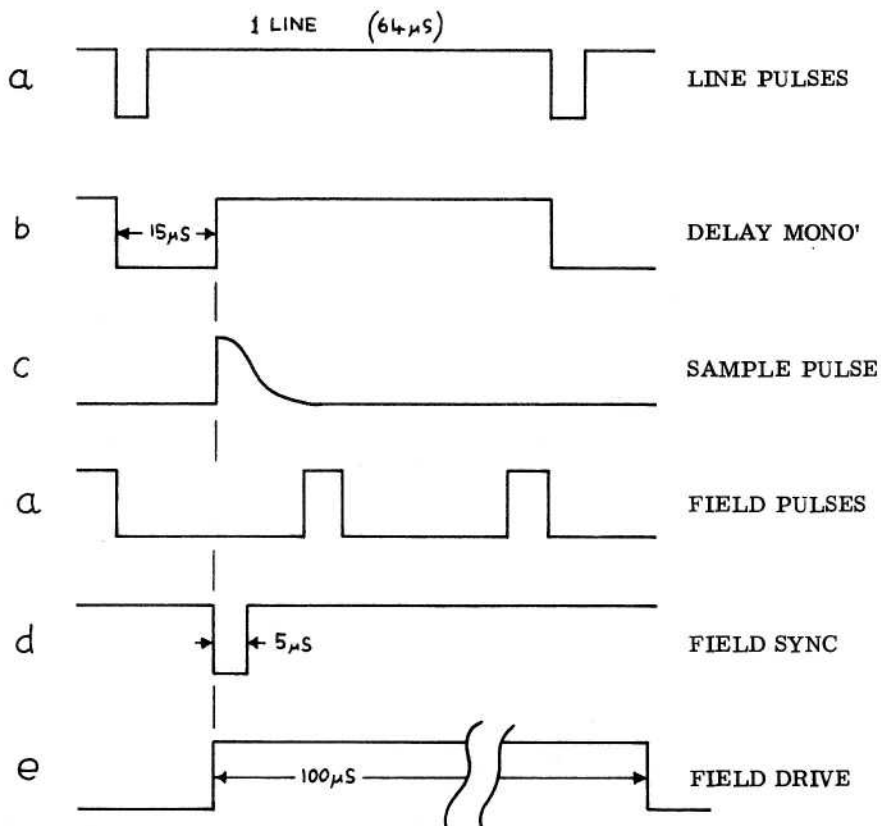 1 LINE (64µS)
a LINE PULSES
b 15µS DELAY MONO'
c SAMPLE PULSE
a FIELD PULSES
d 5µS FIELD SYNC
e 100µS FIELD DRIVE